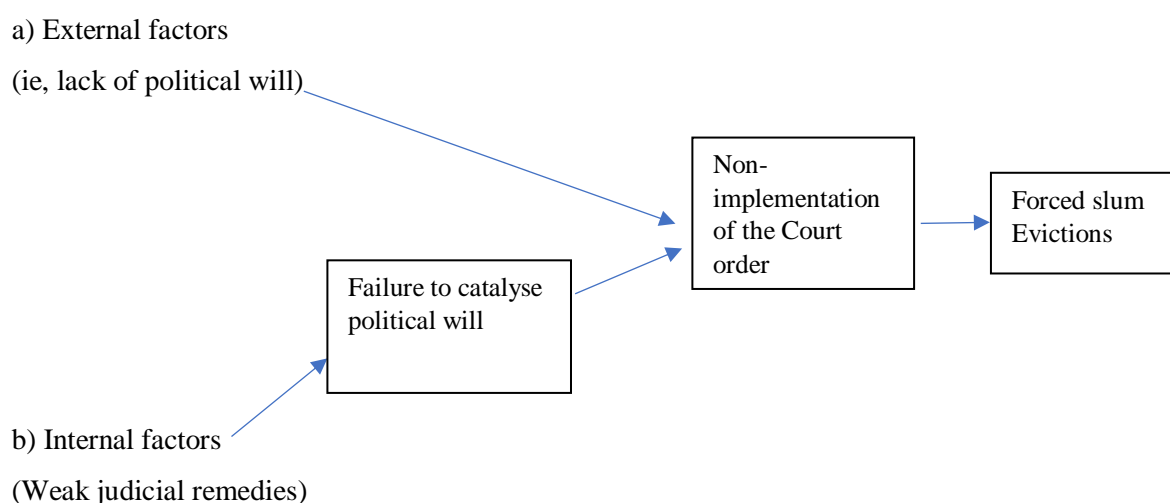 a) External factors
(ie, lack of political will)
Non-
implementation
of the Court
order
Forced slum
Evictions
Failure to catalyse
political will
b) Internal factors
(Weak judicial remedies)